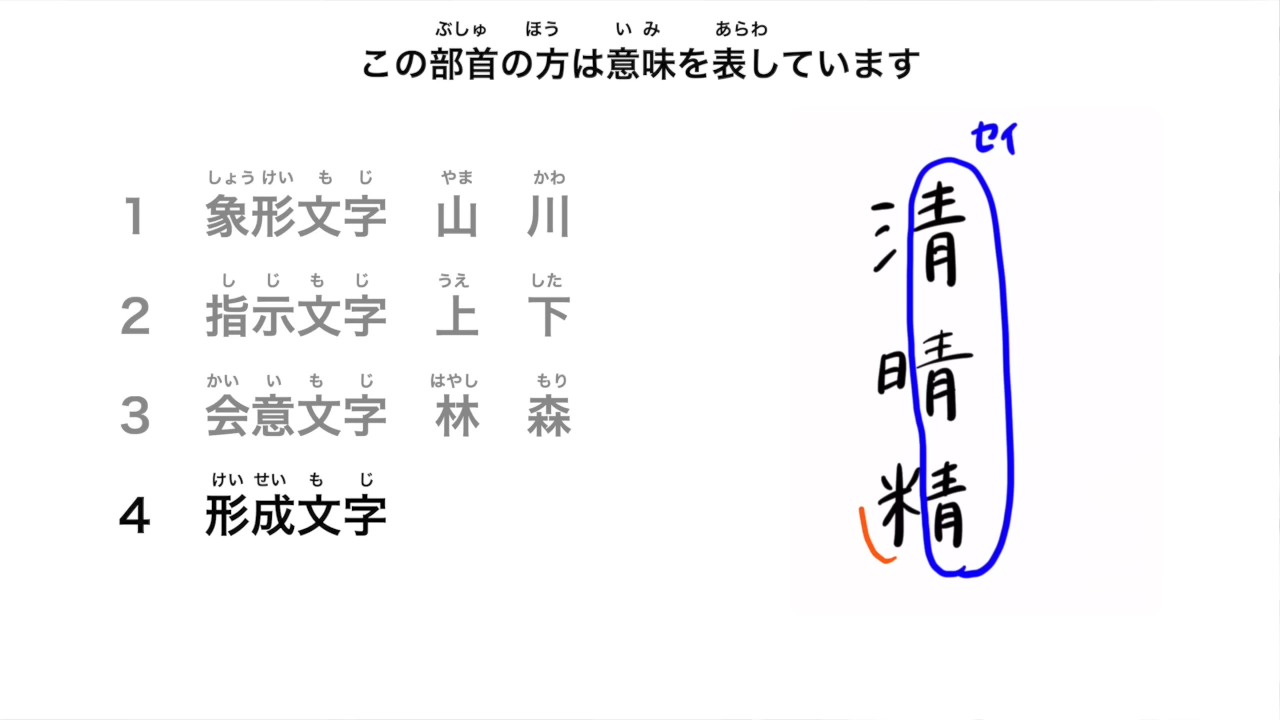 ぶしゅ ほう いみ あらわ
この部首の方は意味を表しています
しょう けい も じ やま かわ
1 象形文字 山 川
し じ も じ うえ した
2 指示文字 上 下
かい い も じ はやし もり
3 会意文字 林 森
けい せい も じ
4 形成文字
セイ
清
晴
精